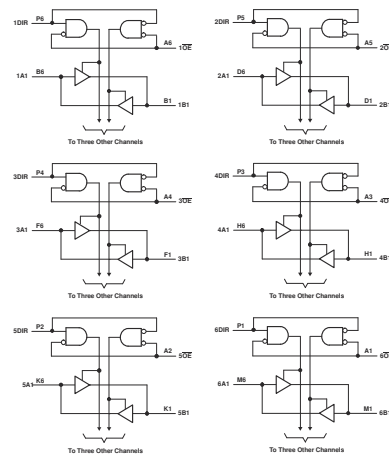 1DIR P6
A6 1OE
1A1 B6
B1 1B1
To Three Other Channels
2DIR P5
A5 2O
2A1 D6
D1 2B1
To Three Other Channels
3DIR P4
A4 3OE
3A1 F6
F1 3B1
To Three Other Channels
4DIR P3
A3 4O
4A1 H6
H1 4B1
To Three Other Channels
5DIR P2
A2 5OE
5A1 K6
K1 5B1
To Three Other Channels
6DIR P1
A1 6O
6A1 M6
M1 6B1
To Three Other Channels